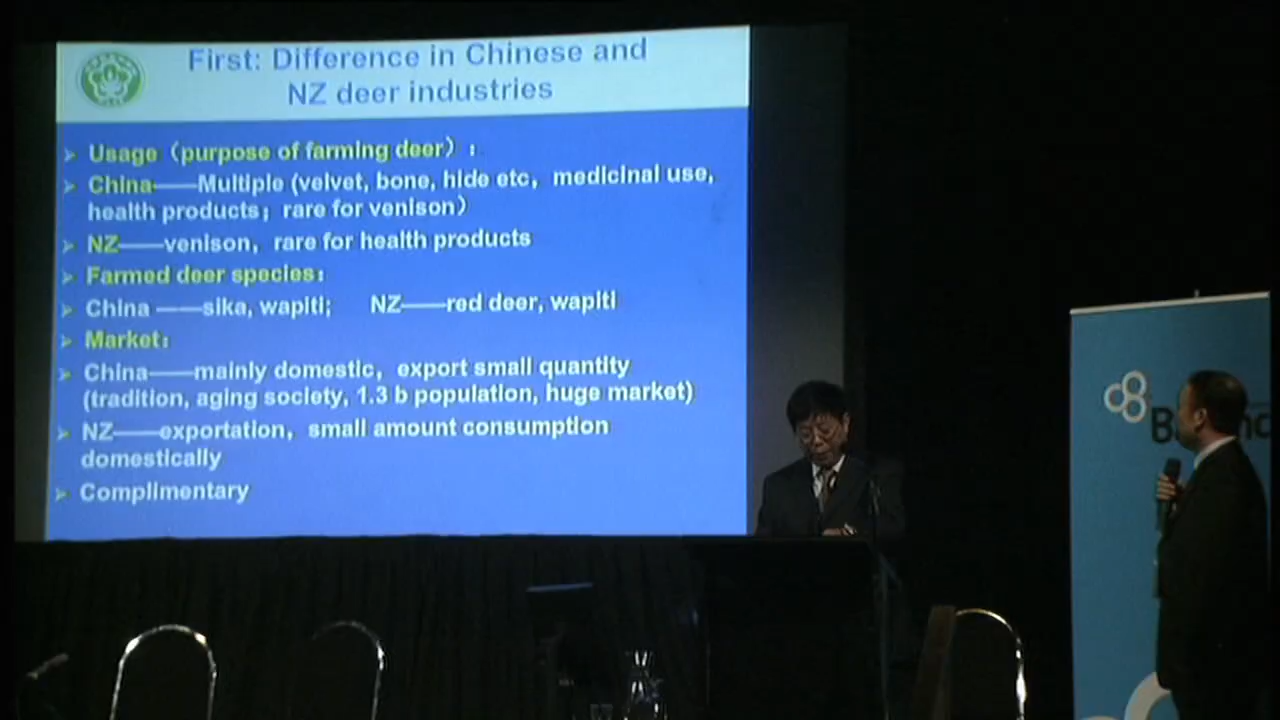 First: Difference in Chinese and
NZ deer industries
Usage（purpose of farming deer）：
China——Multiple (velvet, bone, hide etc，medicinal use,
health products；rare for venison）
NZ——venison，rare for health products
Farmed deer species：
China ——sika, wapiti; NZ——red deer, wapiti
Market：
China——mainly domestic，export small quantity
(tradition, aging society, 1.3 b population, huge market)
NZ——exportation，small amount consumption
domestically
Complimentary